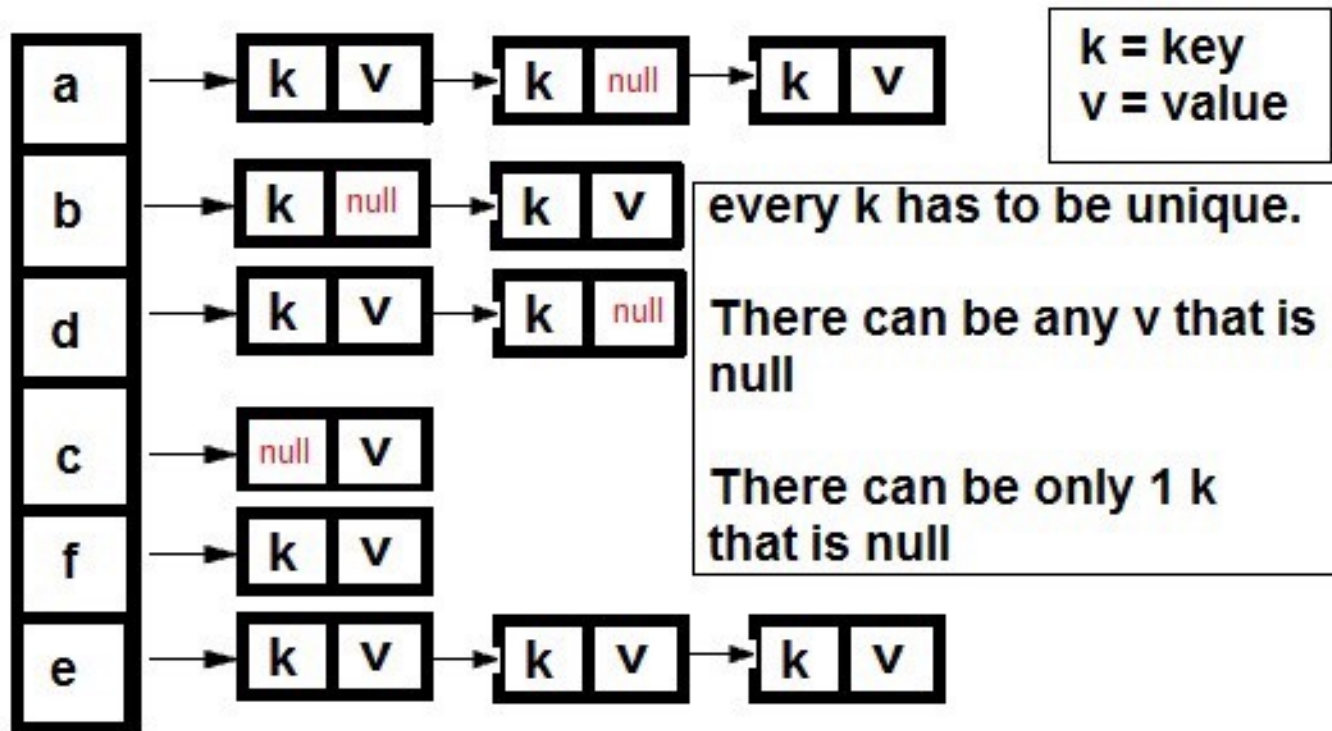 a k v k null k v
k = key
v = value
b k null k v
every k has to be unique.
d k v k null
There can be any v that is
null
c null v
There can be only 1 k
that is null
f k v
e k v k v k v